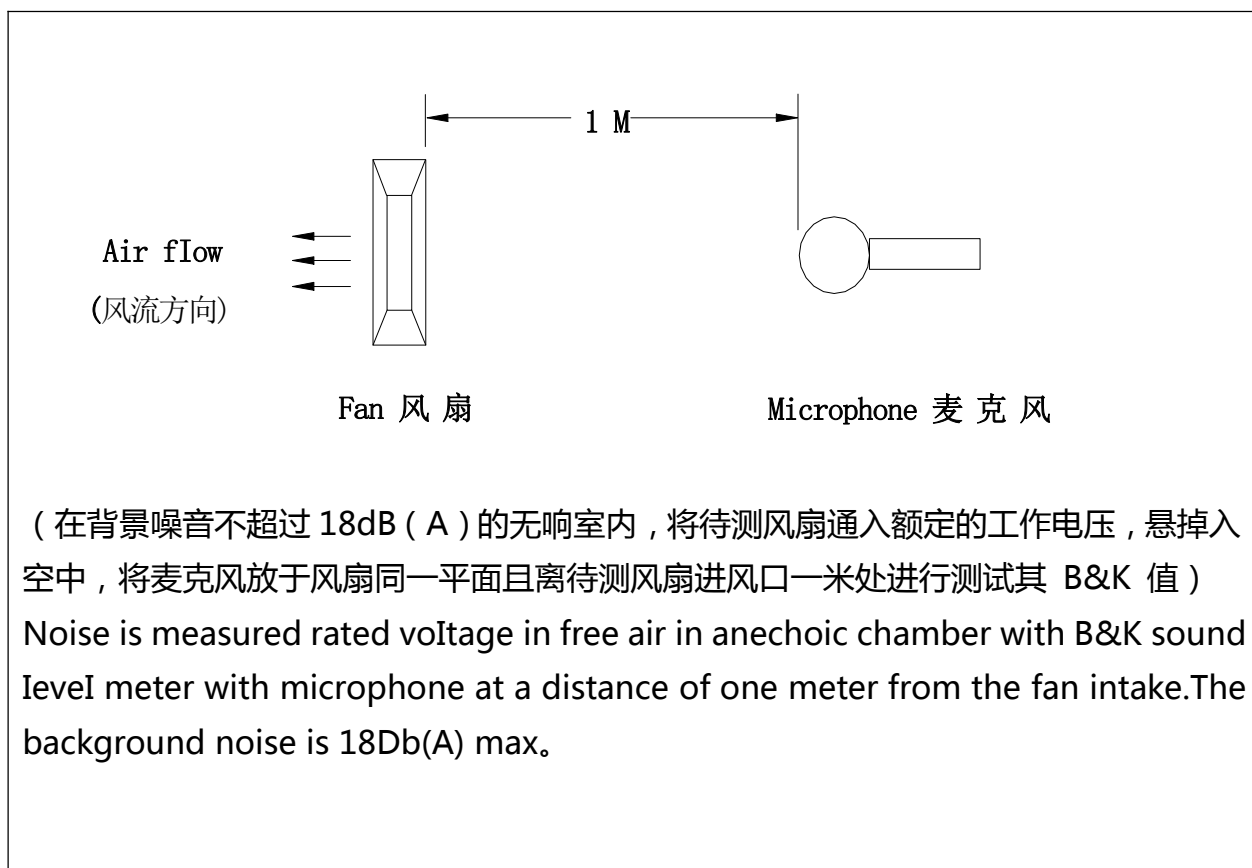 1 M
Air fIow
(风流方向)
Fan 风 扇
Microphone 麦 克 风
（在背景噪音不超过 18dB（A）的无响室内，将待测风扇通入额定的工作电压，悬掉入
空中，将麦克风放于风扇同一平面且离待测风扇进风口一米处进行测试其 B&K 值）
Noise is measured rated voItage in free air in anechoic chamber with B&K sound
IeveI meter with microphone at a distance of one meter from the fan intake.The
background noise is 18Db(A) max。